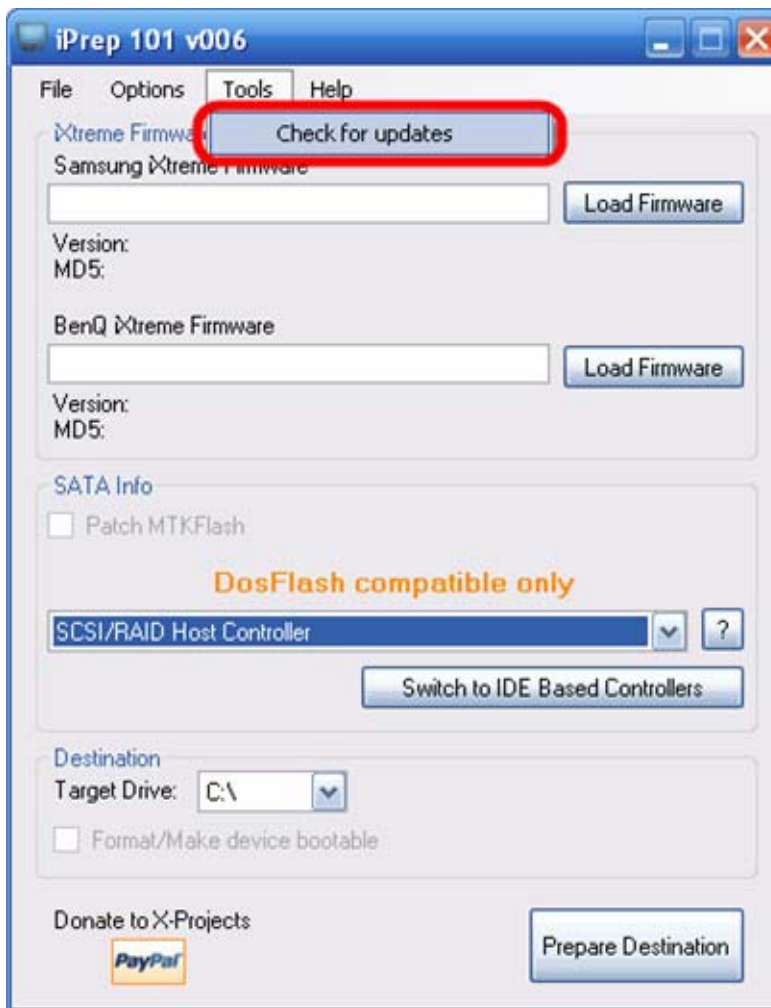 iPrep 101 v006
File Options Tools Help
Check for updates
Samsung iXtreme Firmware
Load Firmware
Version:
MD5:
BenQ iXtreme Firmware
Load Firmware
Version:
MD5:
SATA Info
Patch MTKFlash
DosFlash compatible only
SCSI/RAID Host Controller
?
Switch to IDE Based Controllers
Destination
Target Drive: C:\
Format/Make device bootable
Donate to X-Projects
PayPal
Prepare Destination